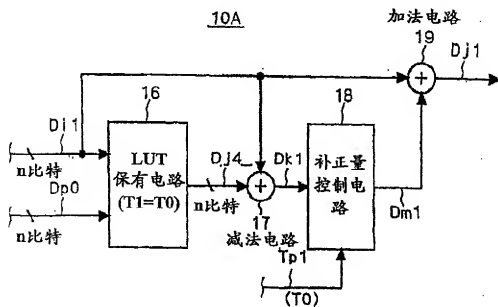 10A
加法电路
19
Dj1
16
18
Di1
n比特
Dp0
n比特
LUT
保有电路
(T1=T0)
Dj4
n比特
Dk1
17
减法电路
补正量
控制电
路
Dm1
Tp1
(T0)